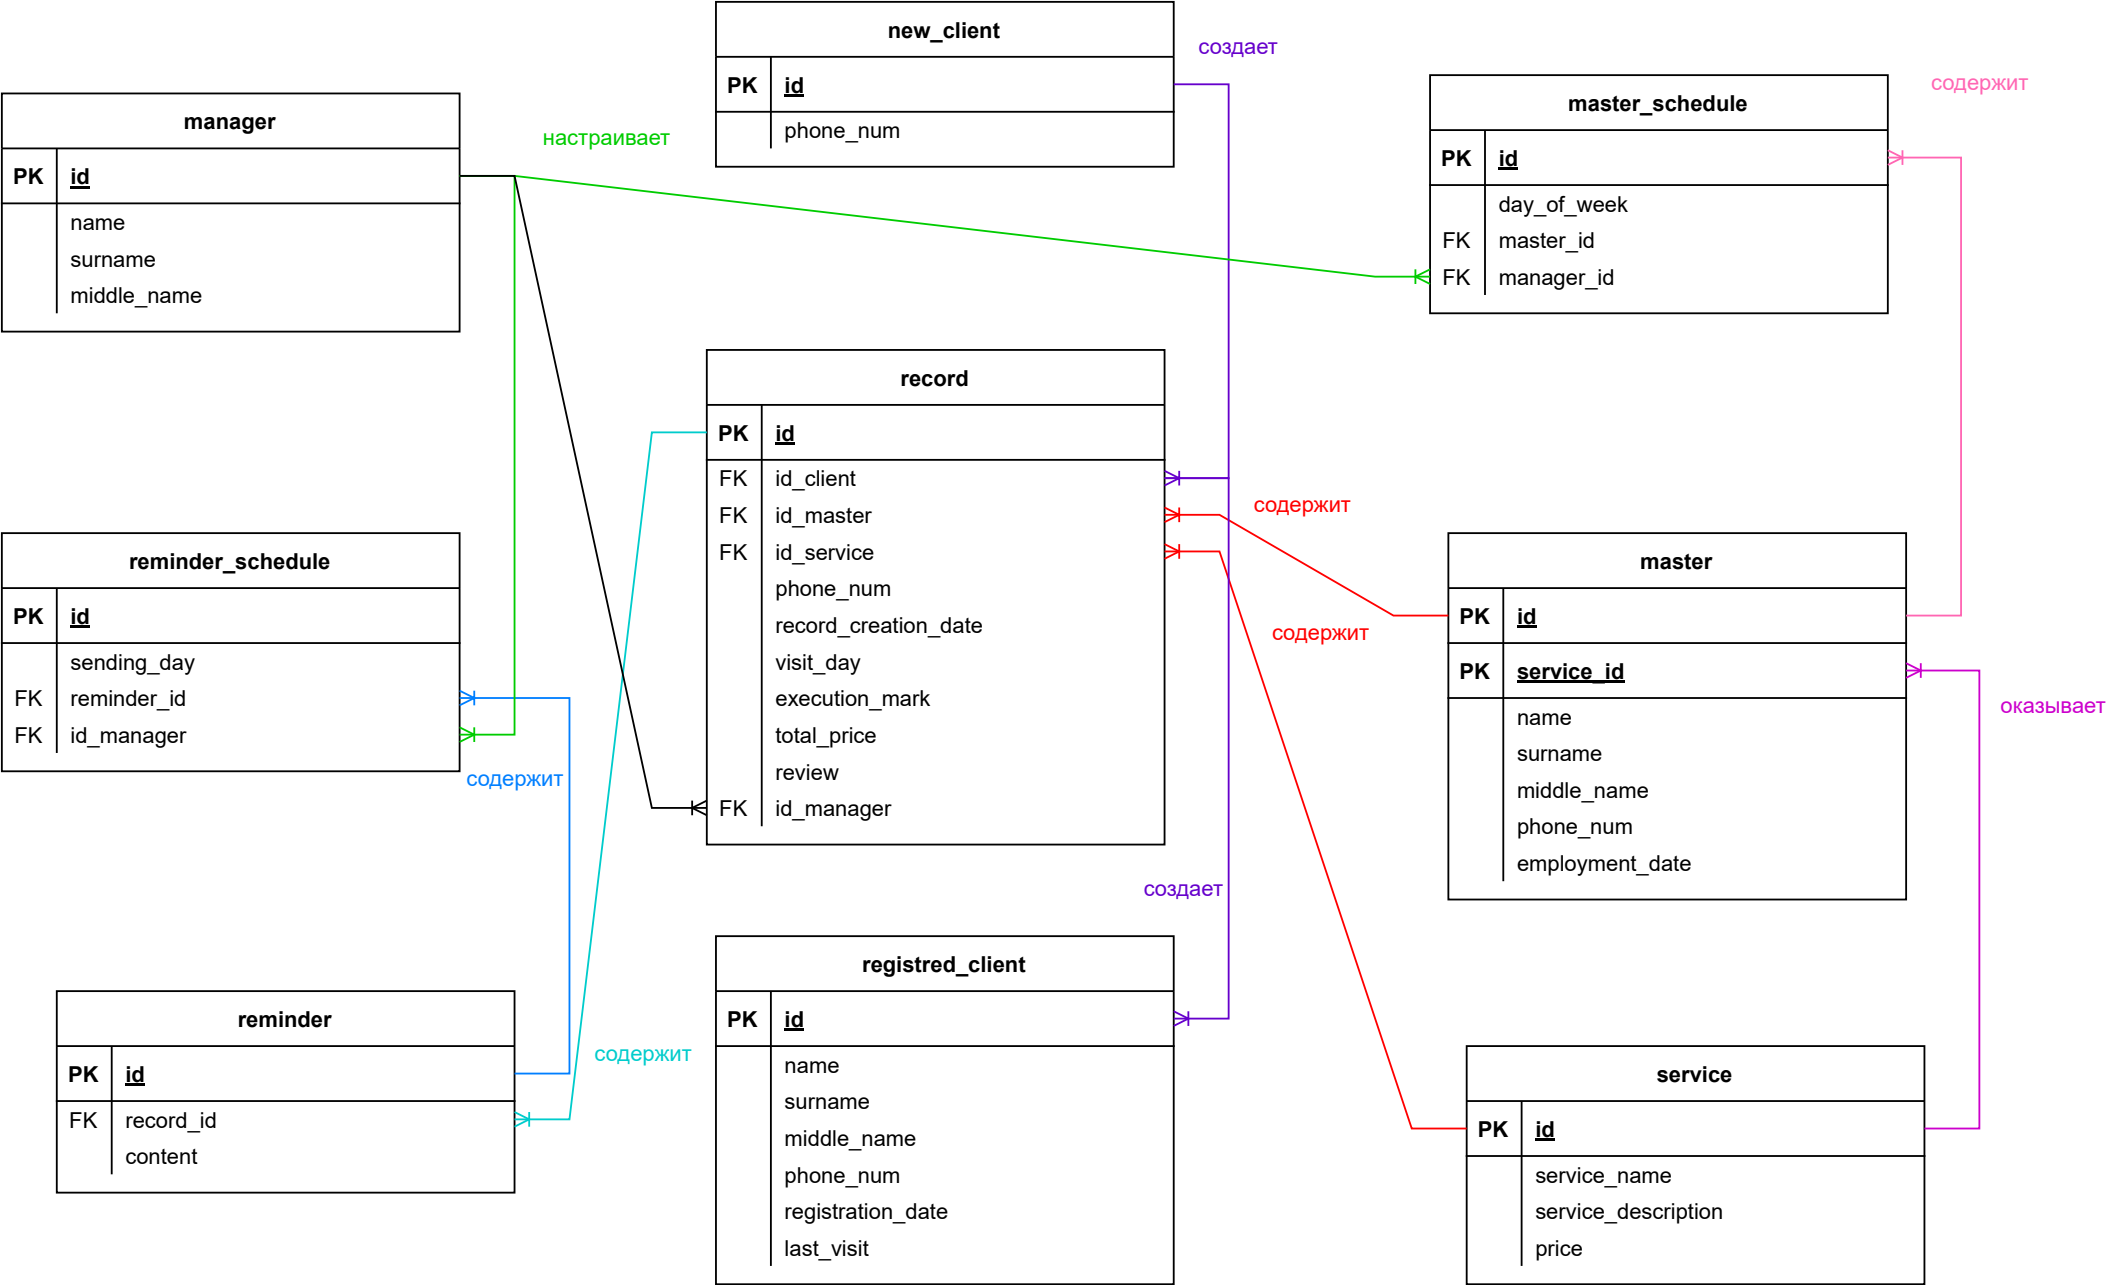 new_client
PK id
phone_num
создает
manager
PK id
name
surname
middle_name
настраивает
master_schedule
PK id
day_of_week
FK master_id
FK manager_id
содержит
record
PK id
FK id_client
FK id_master
FK id_service
phone_num
record_creation_date
visit_day
execution_mark
total_price
review
FK id_manager
содержит
содержит
reminder_schedule
PK id
sending_day
FK reminder_id
FK id_manager
содержит
master
PK id
PK service_id
name
surname
middle_name
phone_num
employment_date
оказывает
создает
registred_client
PK id
name
surname
middle_name
phone_num
registration_date
last_visit
reminder
PK id
FK record_id
content
содержит
service
PK id
service_name
service_description
price